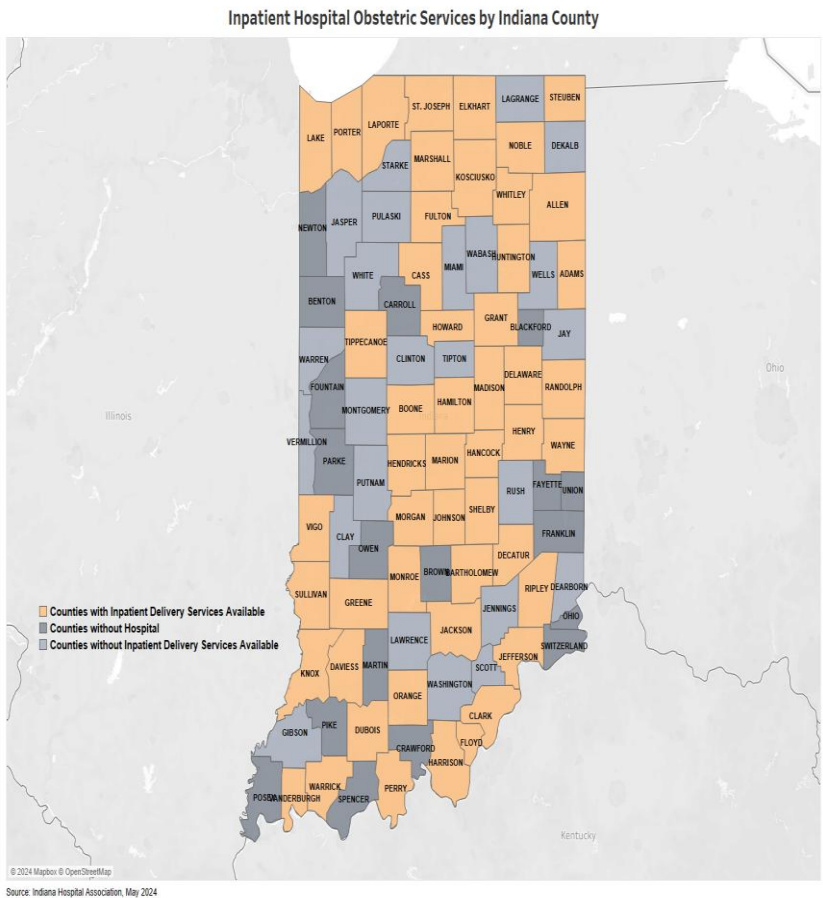 Inpatient Hospital Obstetric Services by Indiana County
LAGRANGE
STEUBEN
ST. JOSEPH
ELKHART
LAPORTE
PORTER
LAKE
NOBLE
DEKALB
MARSHALL
STARKE
KOSCIUSKO
WHITLEY
ALLEN
FULTON
PULASKI
JASPER
NEWTON
WABASH
HUNTINGTON
MIAMI
WELLS
ADAMS
WHITE
CASS
BENTON
CARROLL
GRANT
BLACKFORD
HOWARD
JAY
TIPPECANOE
Ohio
WARREN
CLINTON
TIPTON
FOUNTAIN
DELAWARE
MADISON
RANDOLPH
MONTGOMERY
BOONE
HAMILTON
Illinois
HENRY
VERMILLION
WAYNE
HANCOCK
PARKE
HENDRICKS
MARION
PUTNAM
RUSH
FAYETTE
UNION
SHELBY
MORGAN
JOHNSON
VIGO
CLAY
FRANKLIN
OWEN
DECATUR
MONROE
BROWN
BARTHOLOMEW
RIPLEY
DEARBORN
SULLIVAN
GREENE
JENNINGS
Counties with Inpatient Delivery Services Available
Counties without Hospital
Counties without Inpatient Delivery Services Available
OHIO
JACKSON
LAWRENCE
SWITZERLAND
JEFFERSON
KNOX
DAVIESS
MARTIN
SCOTT
WASHINGTON
ORANGE
CLARK
PIKE
DUBOIS
GIBSON
FLOYD
CRAWFORD
HARRISON
WARRICK
PERRY
VANDERBURGH
SPENCER
Kentucky
© 2024 Mapbox © OpenStreetMap
Source: Indiana Hospital Association, May 2024